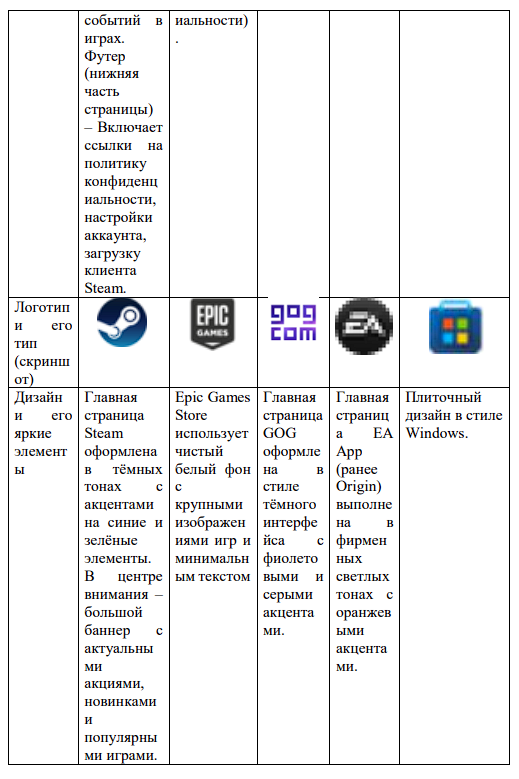 событий в
играх.
Футер
(нижняя
часть
страницы)
– Включает
ссылки на
политику
конфиденц
иальности,
настройки
аккаунта,
загрузку
клиента
Steam.
иальности)
.
Логотип
и его
тип
(скринш
от)
EPIC
GAMES
gog
com
EA
Дизайн
и его
яркие
элемент
ы
Главная
страница
Steam
оформлена
в тёмных
тонах с
акцентами
на синие и
зелёные
элементы.
В центре
внимания –
большой
баннер с
актуальны
ми
акциями,
новинками
и
популярны
ми играми.
Epic Games
Store
использует
чистый
белый фон
с
крупными
изображен
иями игр и
минималь
ным текстом
Главная
страница
GOG
оформле
на в
стиле
тёмного
интерфе
йса с
фиолето
выми и
серыми
акцента
ми.
Главная
страниц
а EA
App
(ранее
Origin)
выполне
на в
фирмен
ных
светлых
тонах с
оранжев
ыми
акцента
ми.
Плиточный
дизайн в стиле
Windows.